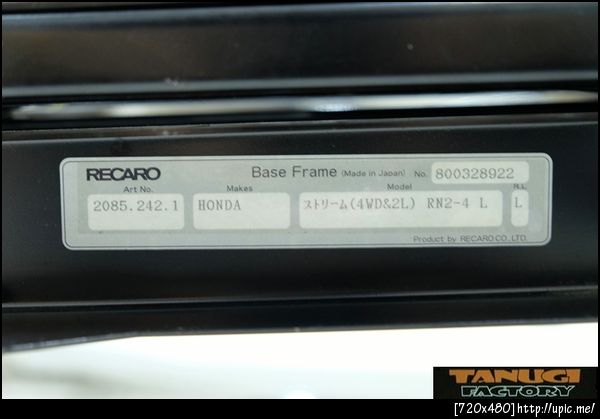 RECARO Base Frame (Made in Japan) No. 800328922
Art No. Makes Model R.L
2085.242.1 HONDA ストリーム(4WD&2L) RN2-4 L L
Product by RECARO CO.,LTD.
TANUGI
FACTORY
[720x480]http://upic.me/